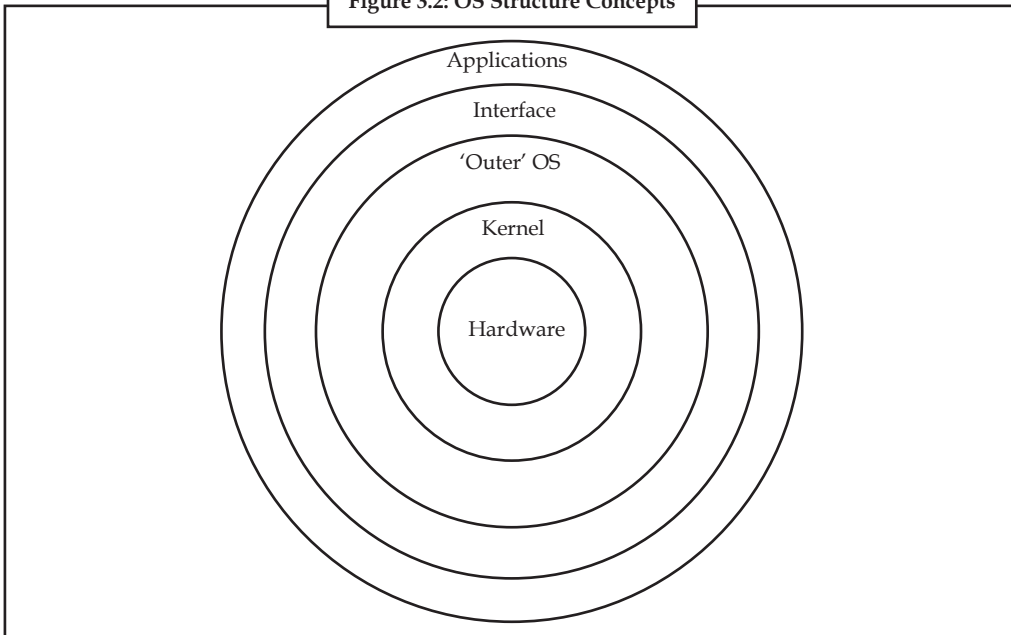 Figure 3.2: OS Structure Concepts
Applications
Interface
‘Outer’ OS
Kernel
Hardware